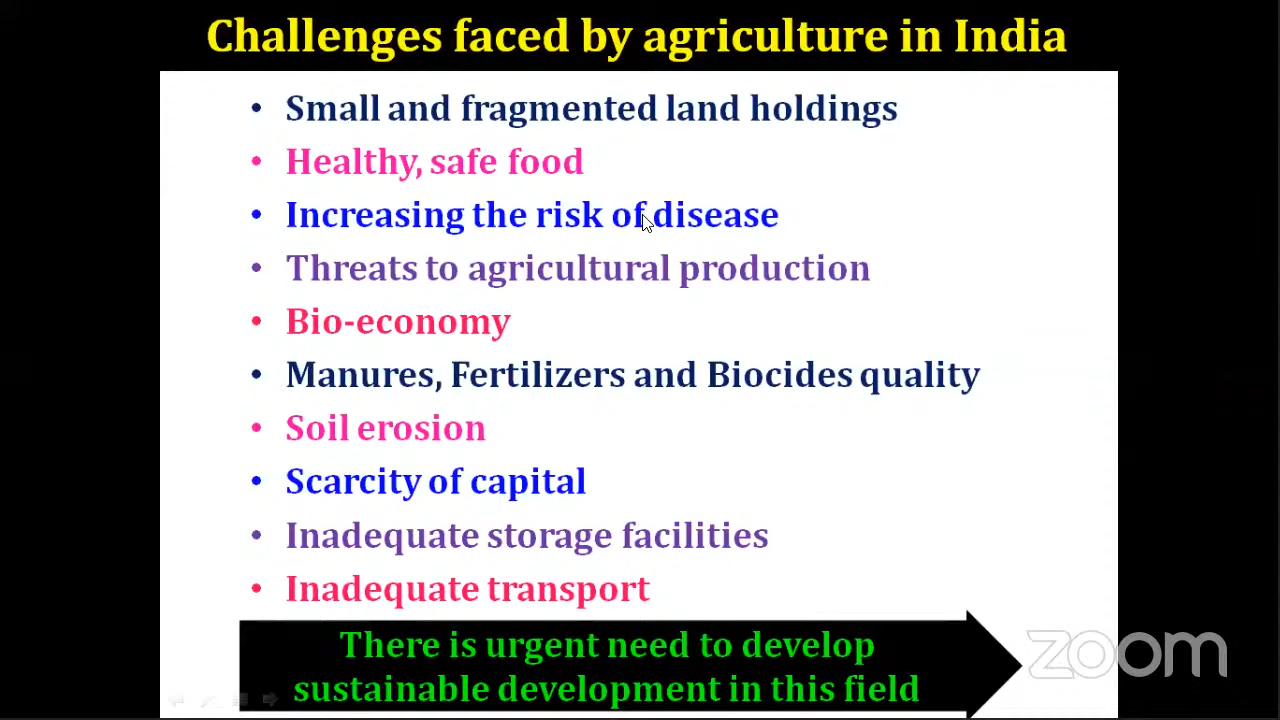 Challenges faced by agriculture in India
• Small and fragmented land holdings
• Healthy, safe food
• Increasing the risk of disease
• Threats to agricultural production
• Bio-economy
• Manures, Fertilizers and Biocides quality
• Soil erosion
• Scarcity of capital
• Inadequate storage facilities
• Inadequate transport
There is urgent need to develop
sustainable development in this field
zoom